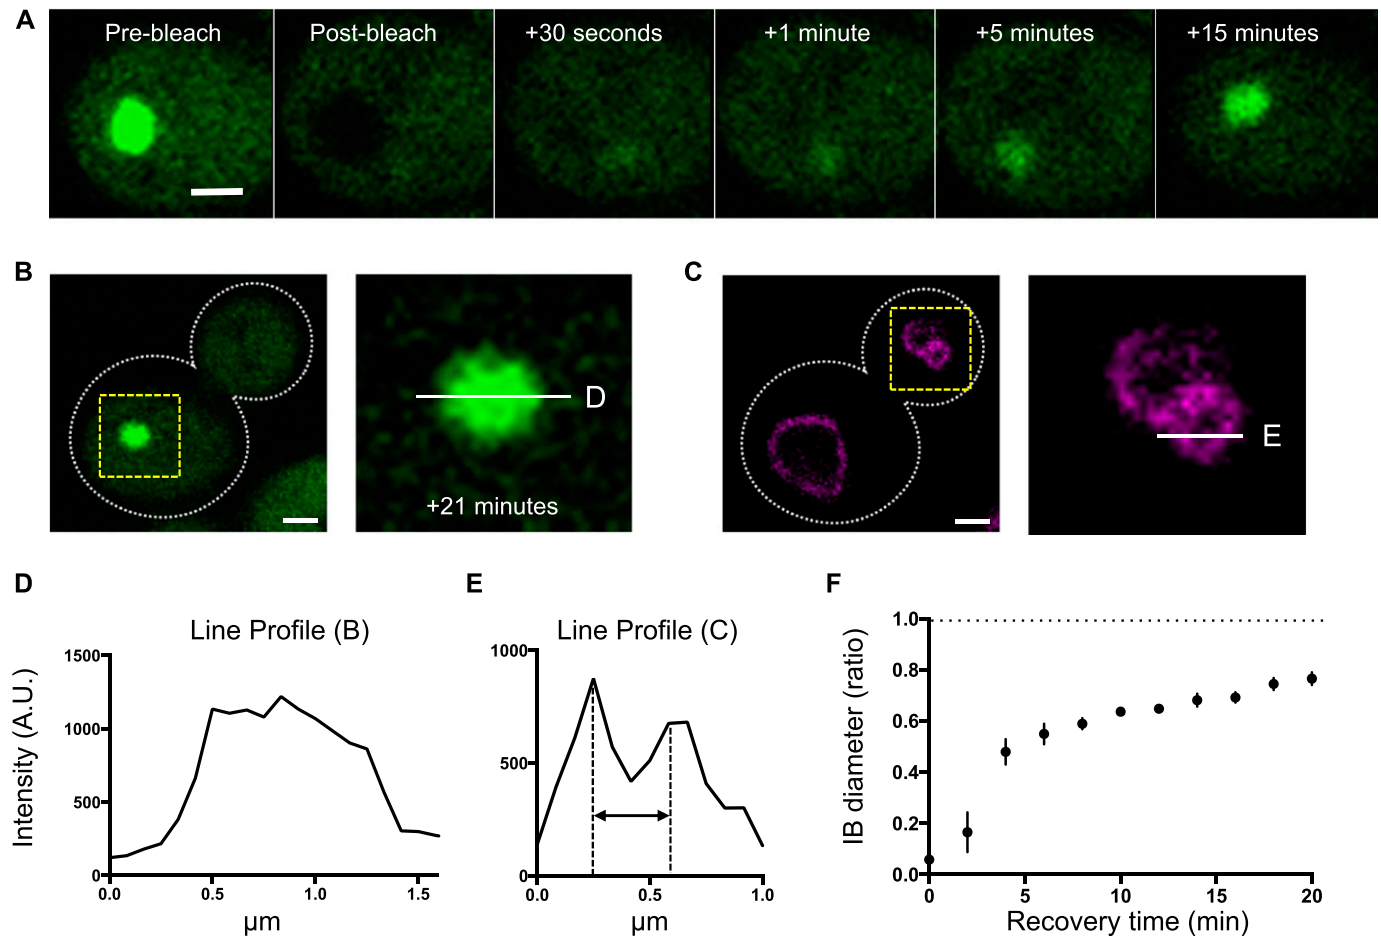 A
Pre-bleach
Post-bleach
+30 seconds
+1 minute
+5 minutes
+15 minutes
B
D
+21 minutes
C
E
D
Line Profile (B)
Intensity (A.U.)
1500
1000
500
0
0.0
0.5
1.0
1.5
µm
E
Line Profile (C)
1000
500
0
0.0
0.5
1.0
µm
F
IB diameter (ratio)
1.0
0.8
0.6
0.4
0.2
0.0
0
5
10
15
20
Recovery time (min)